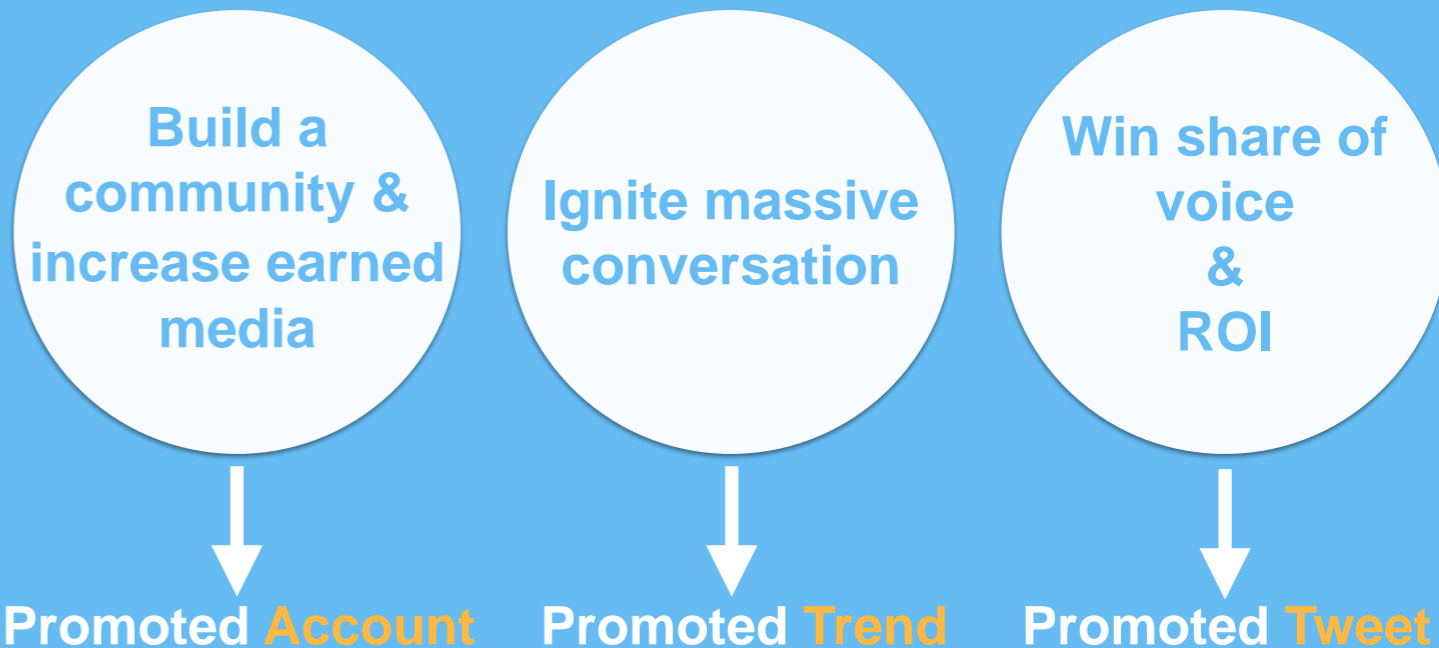 Build a
community &
increase earned
media
Ignite massive
conversation
Win share of
voice
&
ROI
Promoted Account
Promoted Trend
Promoted Tweet